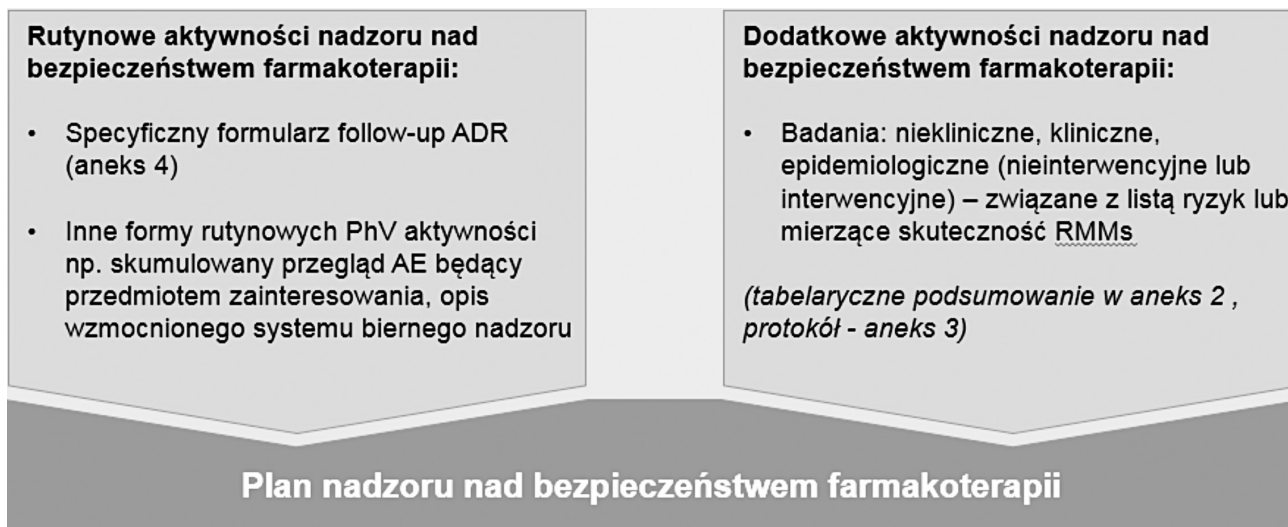 Rutynowe aktywności nadzoru nad
bezpieczeństwem farmakoterapii:
• Specyficzny formularz follow-up ADR
(aneks 4)
• Inne formy rutynowych PhV aktywności
np. skumulowany przegląd AE będący
przedmiotem zainteresowania, opis
wzmocnionego systemu biernego nadzoru
Dodatkowe aktywności nadzoru nad
bezpieczeństwem farmakoterapii:
• Badania: niekliniczne, kliniczne,
epidemiologiczne (nieinterwencyjne lub
interwencyjne) – związane z listą ryzyk lub
mierzące skuteczność RMMs
(tabelaryczne podsumowanie w aneks 2 ,
protokół - aneks 3)
Plan nadzoru nad bezpieczeństwem farmakoterapii